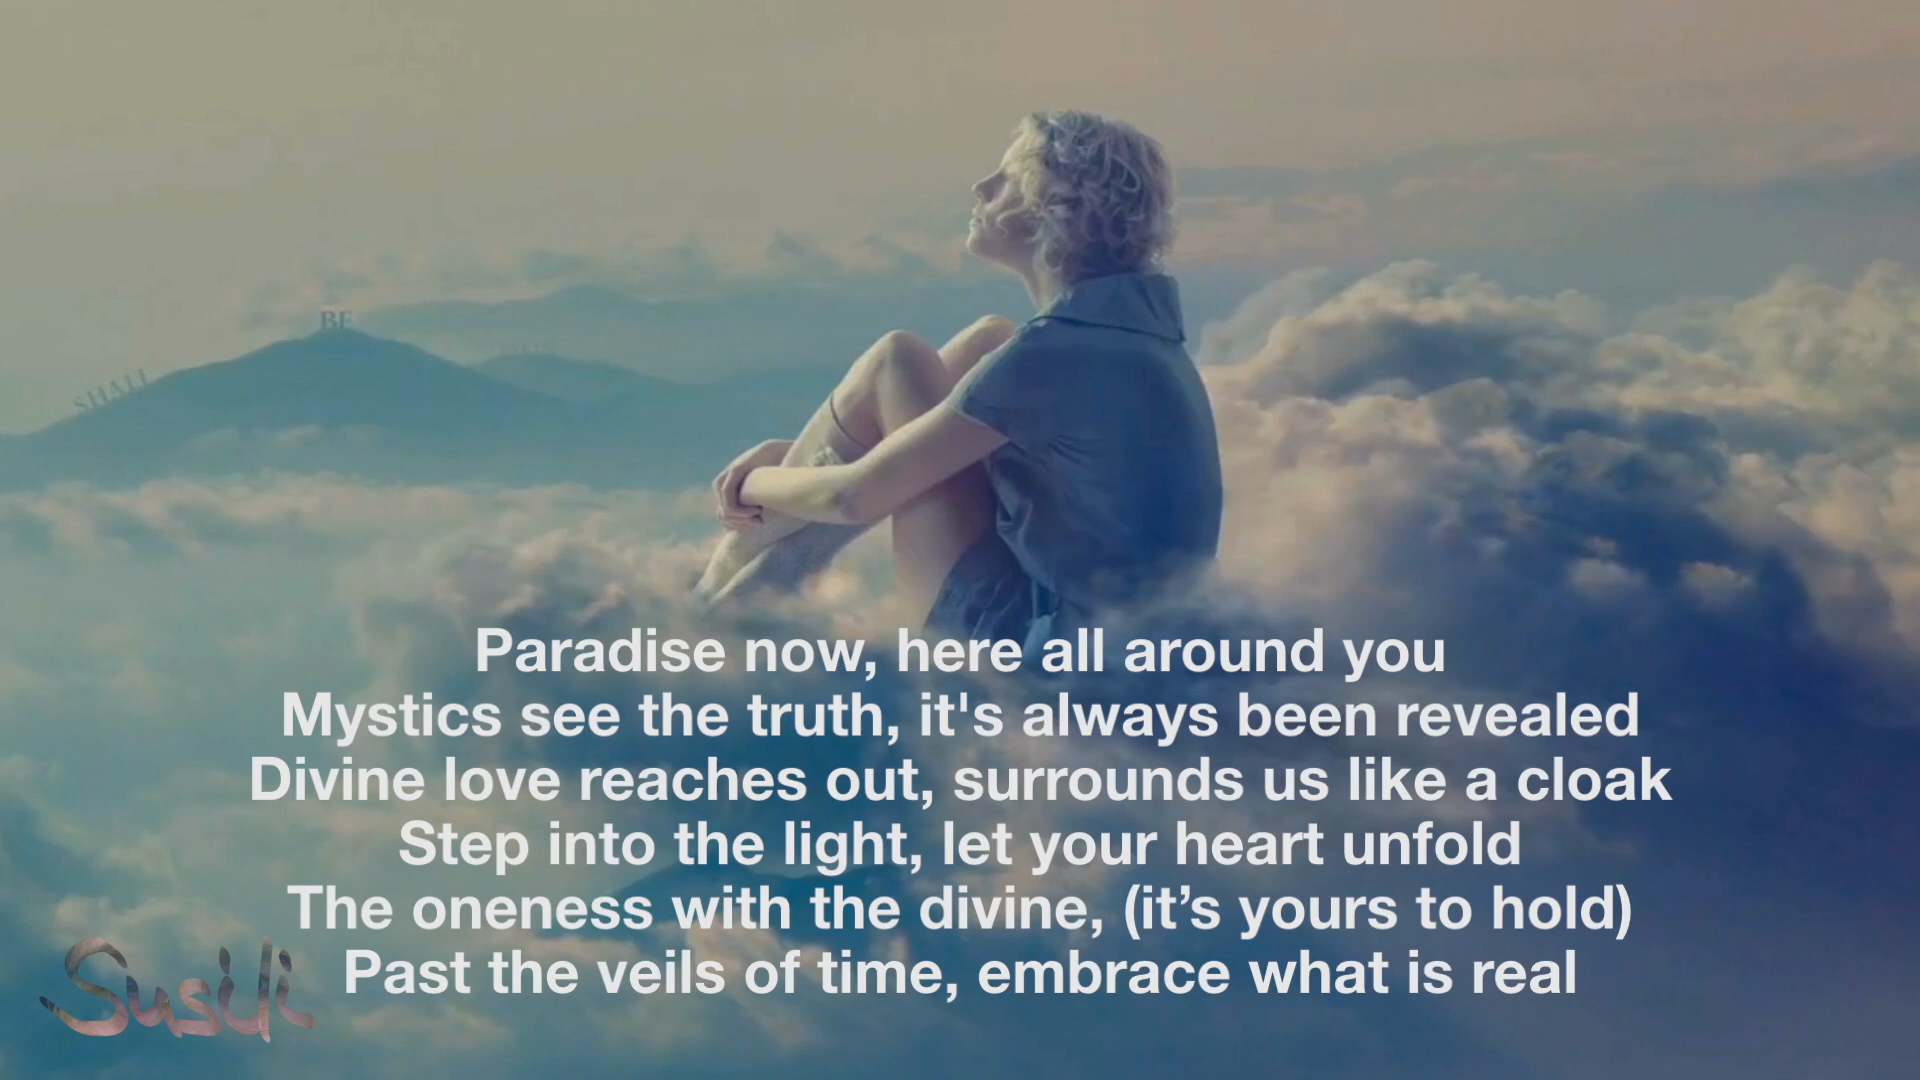 BE
SHALL
Paradise now, here all around you
Mystics see the truth, it's always been revealed
Divine love reaches out, surrounds us like a cloak
Step into the light, let your heart unfold
The oneness with the divine, (it’s yours to hold)
Past the veils of time, embrace what is real
Susili